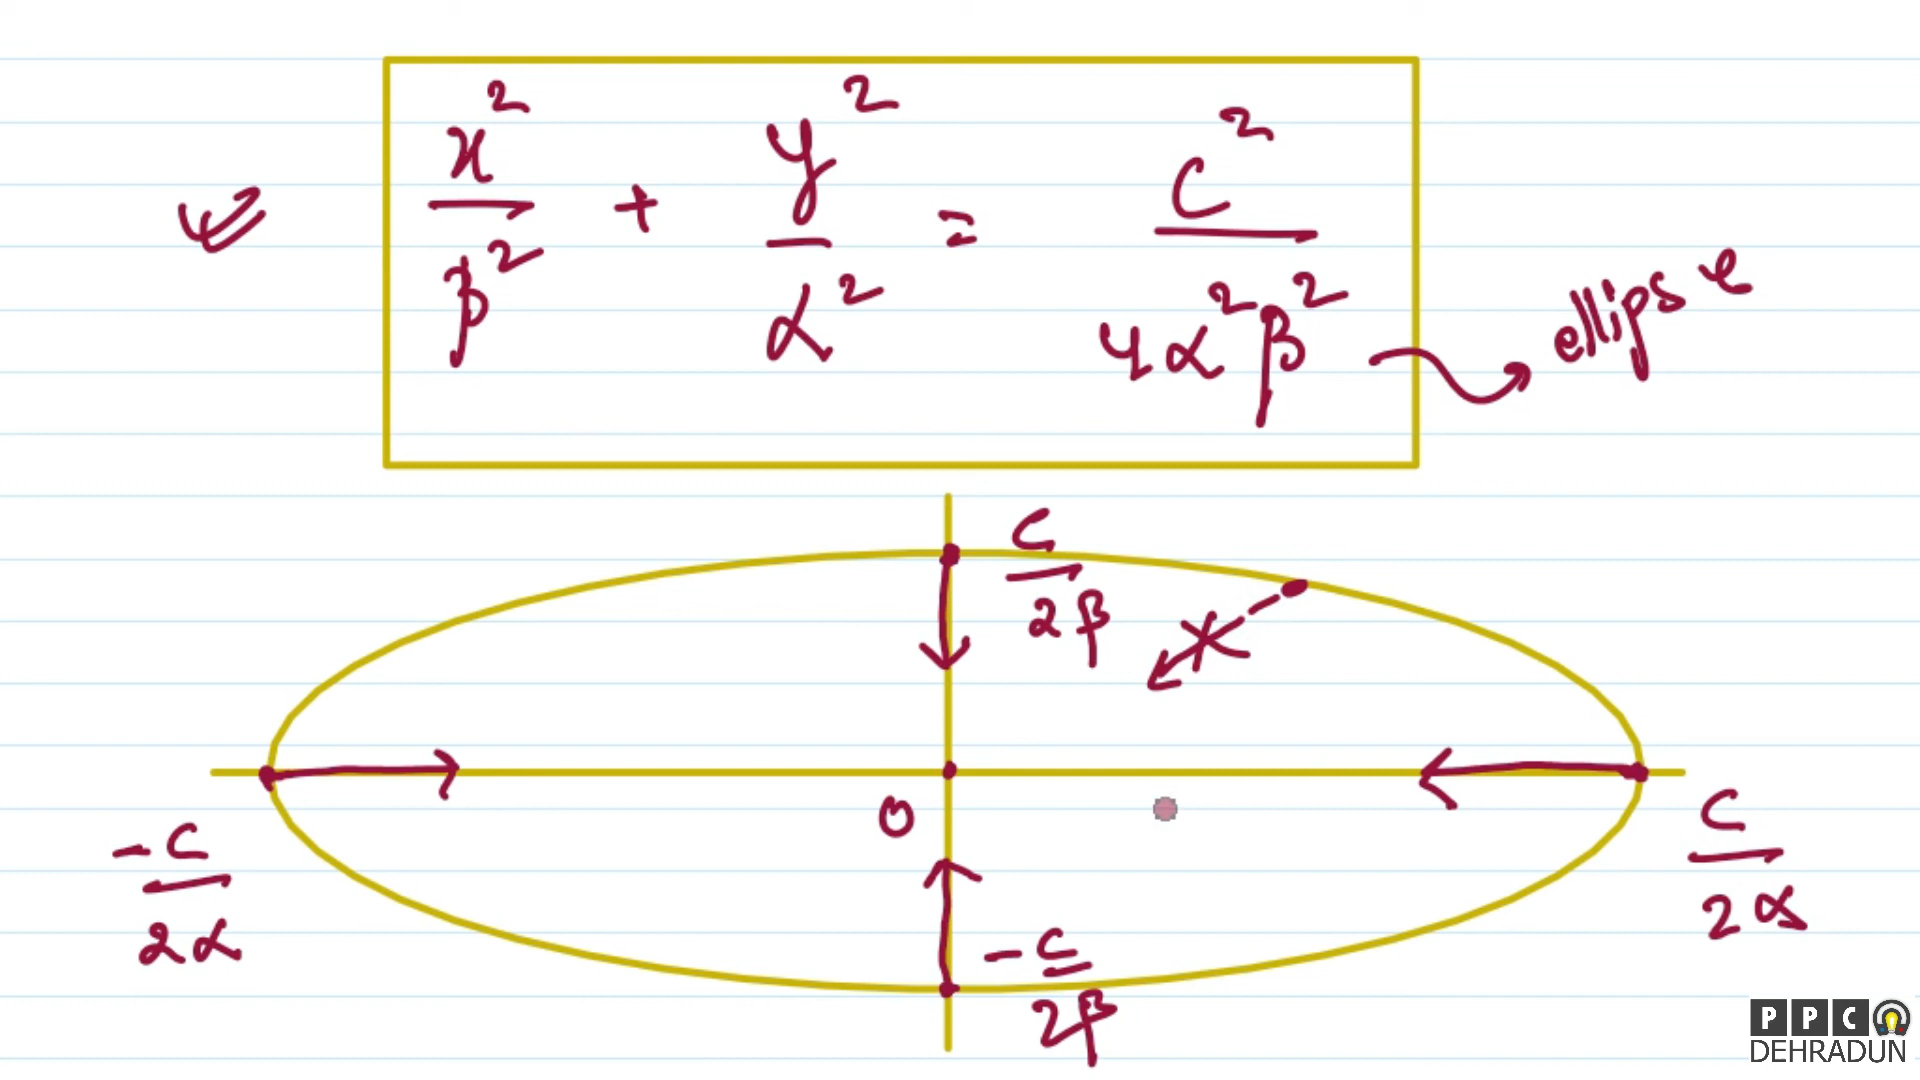 x²/β² + y²/α² = C²/4α²β²
ellipse
C/2β
O
-C/2α
C/2α
-C/2β
PPC
DEHRADUN